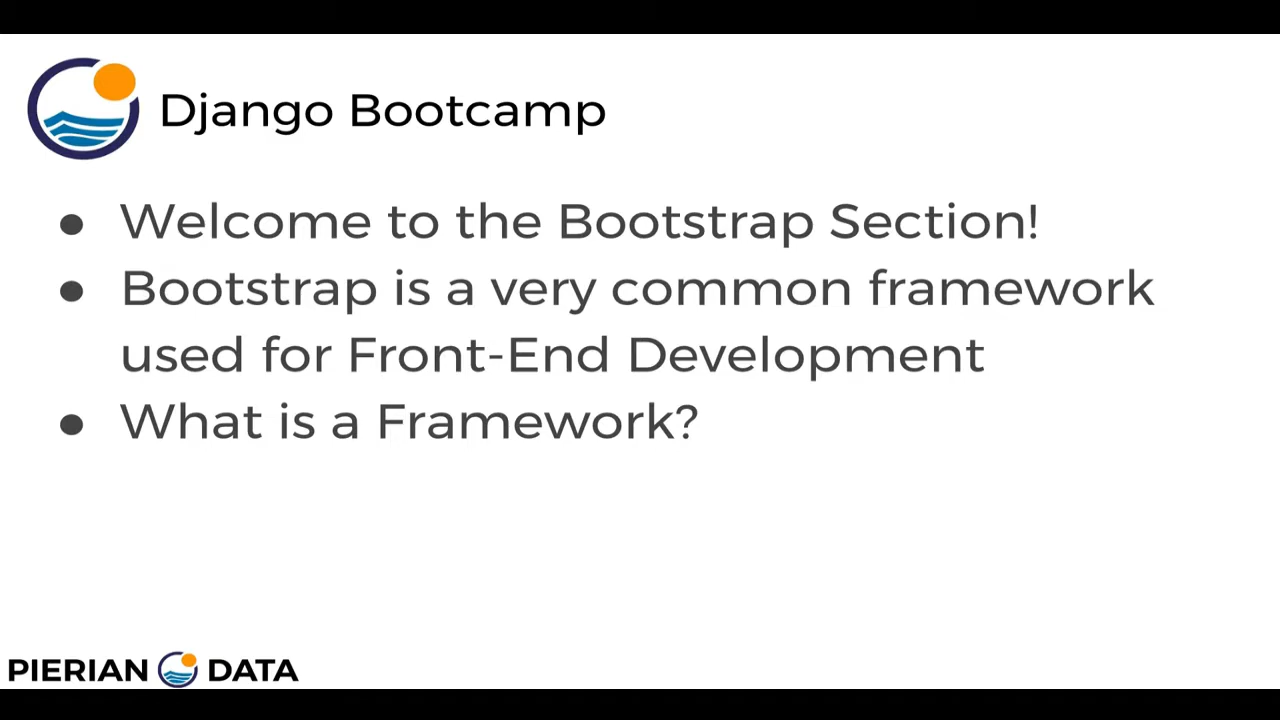 Django Bootcamp
● Welcome to the Bootstrap Section!
● Bootstrap is a very common framework
used for Front-End Development
● What is a Framework?
PIERIAN DATA